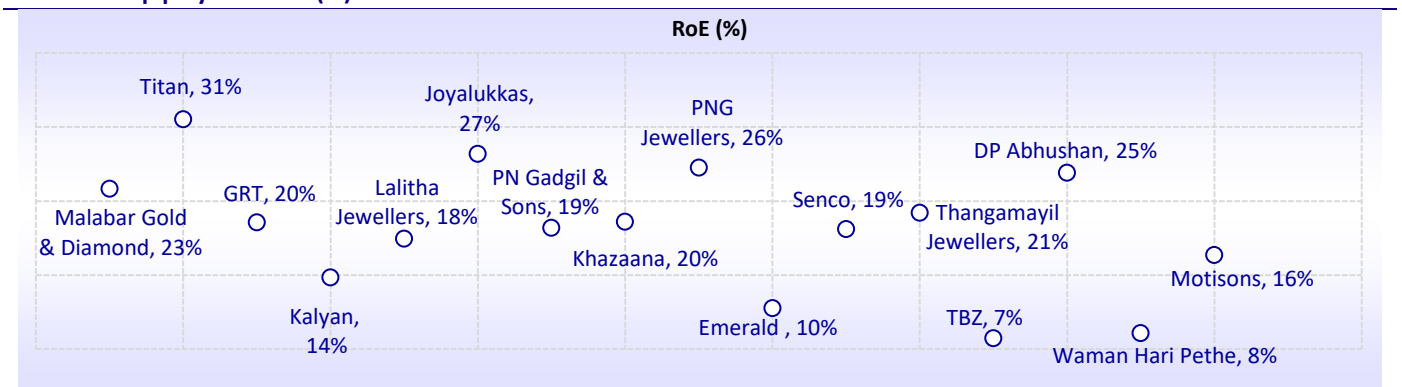 RoE (%)
Titan, 31%
Joyalukkas,
27%
PNG
Jewellers, 26%
DP Abhushan, 25%
Malabar Gold
& Diamond, 23%
GRT, 20%
Lalitha
Jewellers, 18%
PN Gadgil &
Sons, 19%
Khazaana, 20%
Senco, 19%
Thangamayil
Jewellers, 21%
Motisons, 16%
Kalyan,
14%
Emerald , 10%
TBZ, 7%
Waman Hari Pethe, 8%